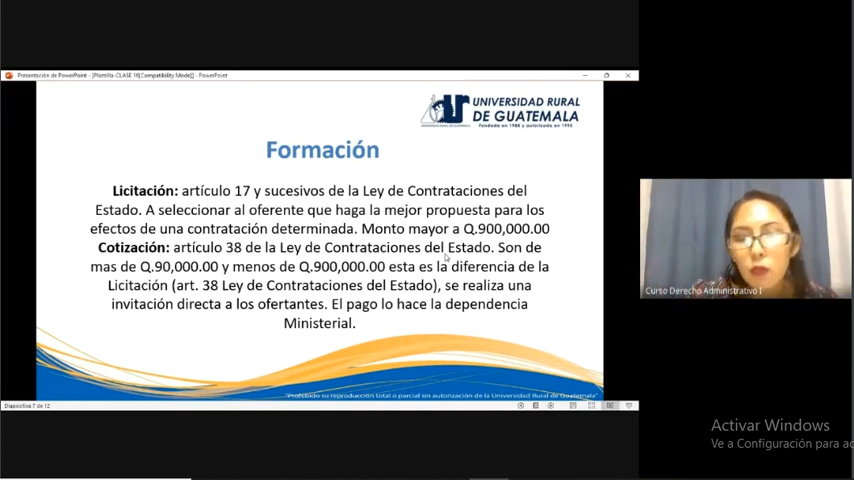 Presentación de PowerPoint - [Plantilla-CLASE 16[Compatibility Mode]] - PowerPoint
UNIVERSIDAD RURAL
DE GUATEMALA
Fundada en 1988 y autorizada en 1995
Formación
Licitación: artículo 17 y sucesivos de la Ley de Contrataciones del
Estado. A seleccionar al oferente que haga la mejor propuesta para los
efectos de una contratación determinada. Monto mayor a Q.900,000.00
Cotización: artículo 38 de la Ley de Contrataciones del Estado. Son de
mas de Q.90,000.00 y menos de Q.900,000.00 esta es la diferencia de la
Licitación (art. 38 Ley de Contrataciones del Estado), se realiza una
invitación directa a los ofertantes. El pago lo hace la dependencia
Ministerial.
"Prohibido su reproducción total o parcial sin autorización de la Universidad Rural de Guatemala"
Diapositiva 7 de 12
Curso Derecho Administrativo I
Activar Windows
Ve a Configuración para ac